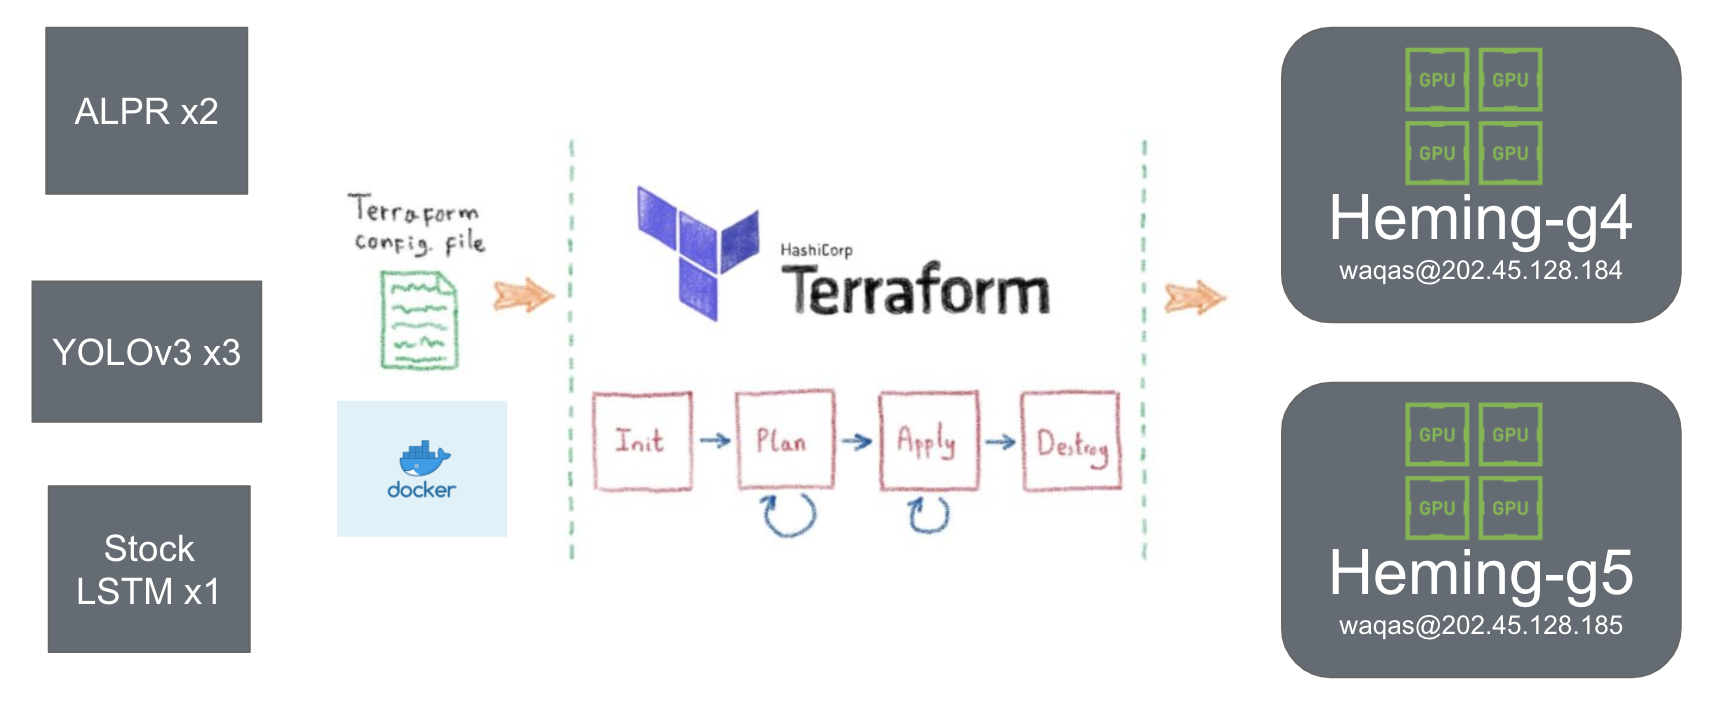 ALPR x2
YOLOv3 x3
Stock
LSTM x1
Terraform
config. file
docker
HashiCorp
Terraform
Init
Plan
Apply
Destroy
GPU
GPU
GPU
GPU
Heming-g4
waqas@202.45.128.184
GPU
GPU
GPU
GPU
Heming-g5
waqas@202.45.128.185